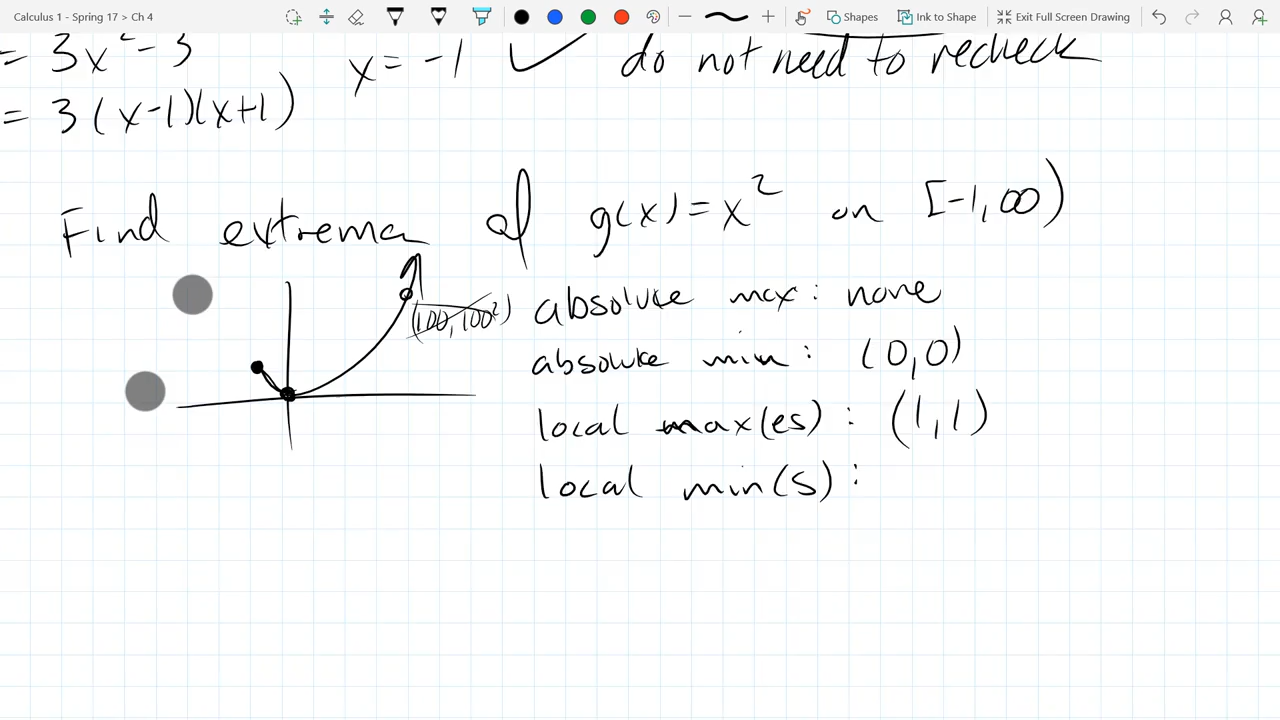 Calculus 1 - Spring 17 > Ch 4
Shapes
Ink to Shape
Exit Full Screen Drawing
= 3x² - 3
x = -1
do not need to recheck
= 3(x-1)(x+1)
Find extrema of g(x) = x² on [-1, ∞)
(100, 100²)
absolute max : none
absolute min : (0,0)
local max(es) : (1,1)
local min(s) :